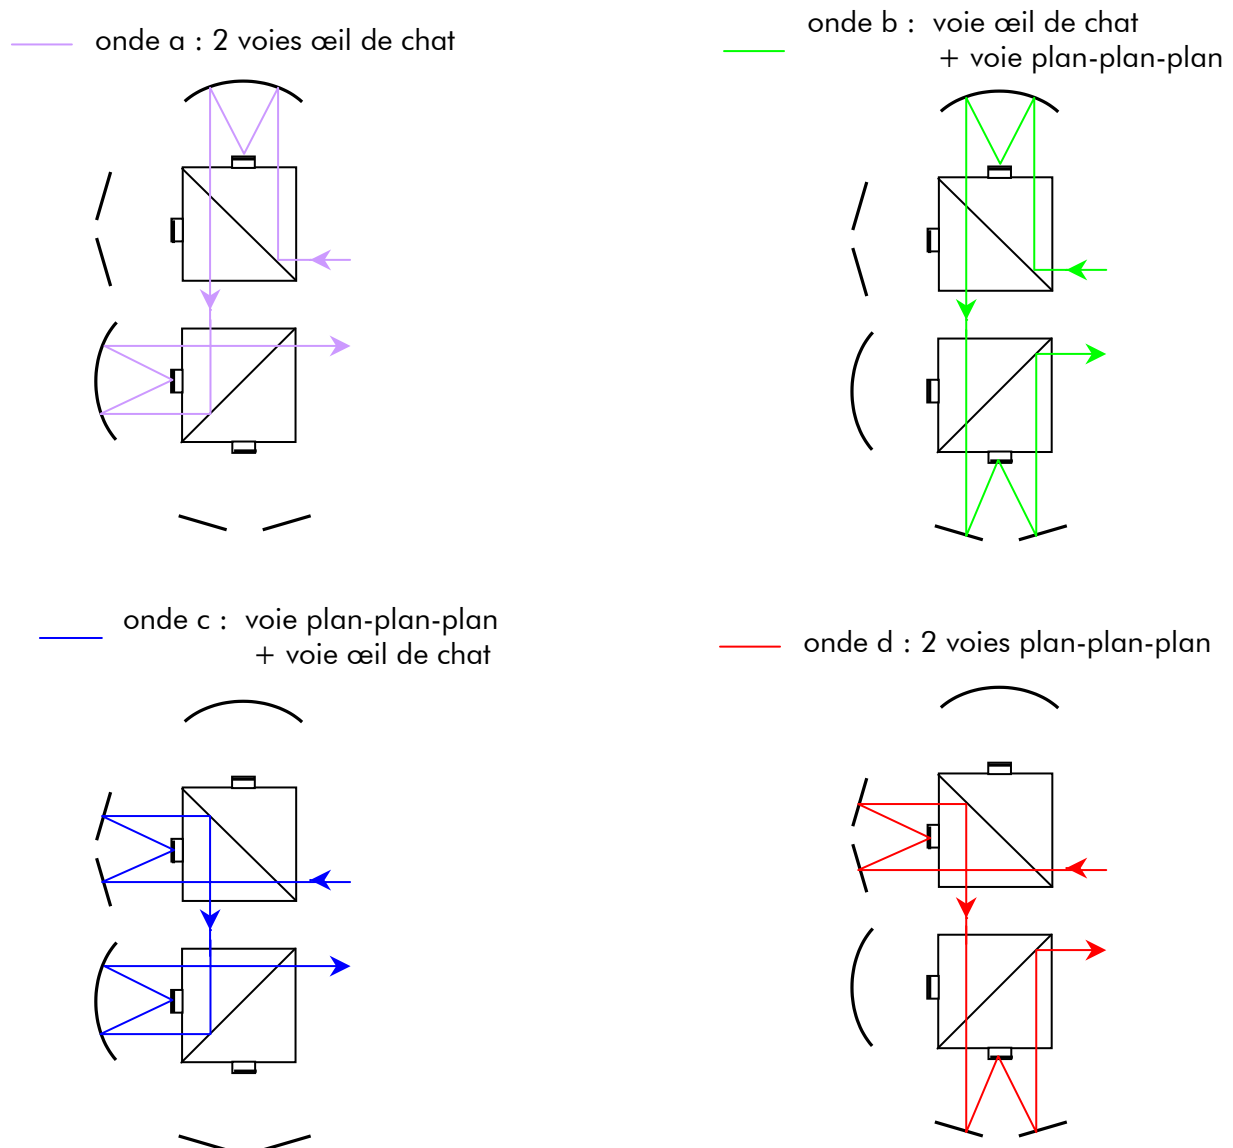 onde a : 2 voies œil de chat
onde b : voie œil de chat
+ voie plan-plan-plan
onde c : voie plan-plan-plan
+ voie œil de chat
onde d : 2 voies plan-plan-plan